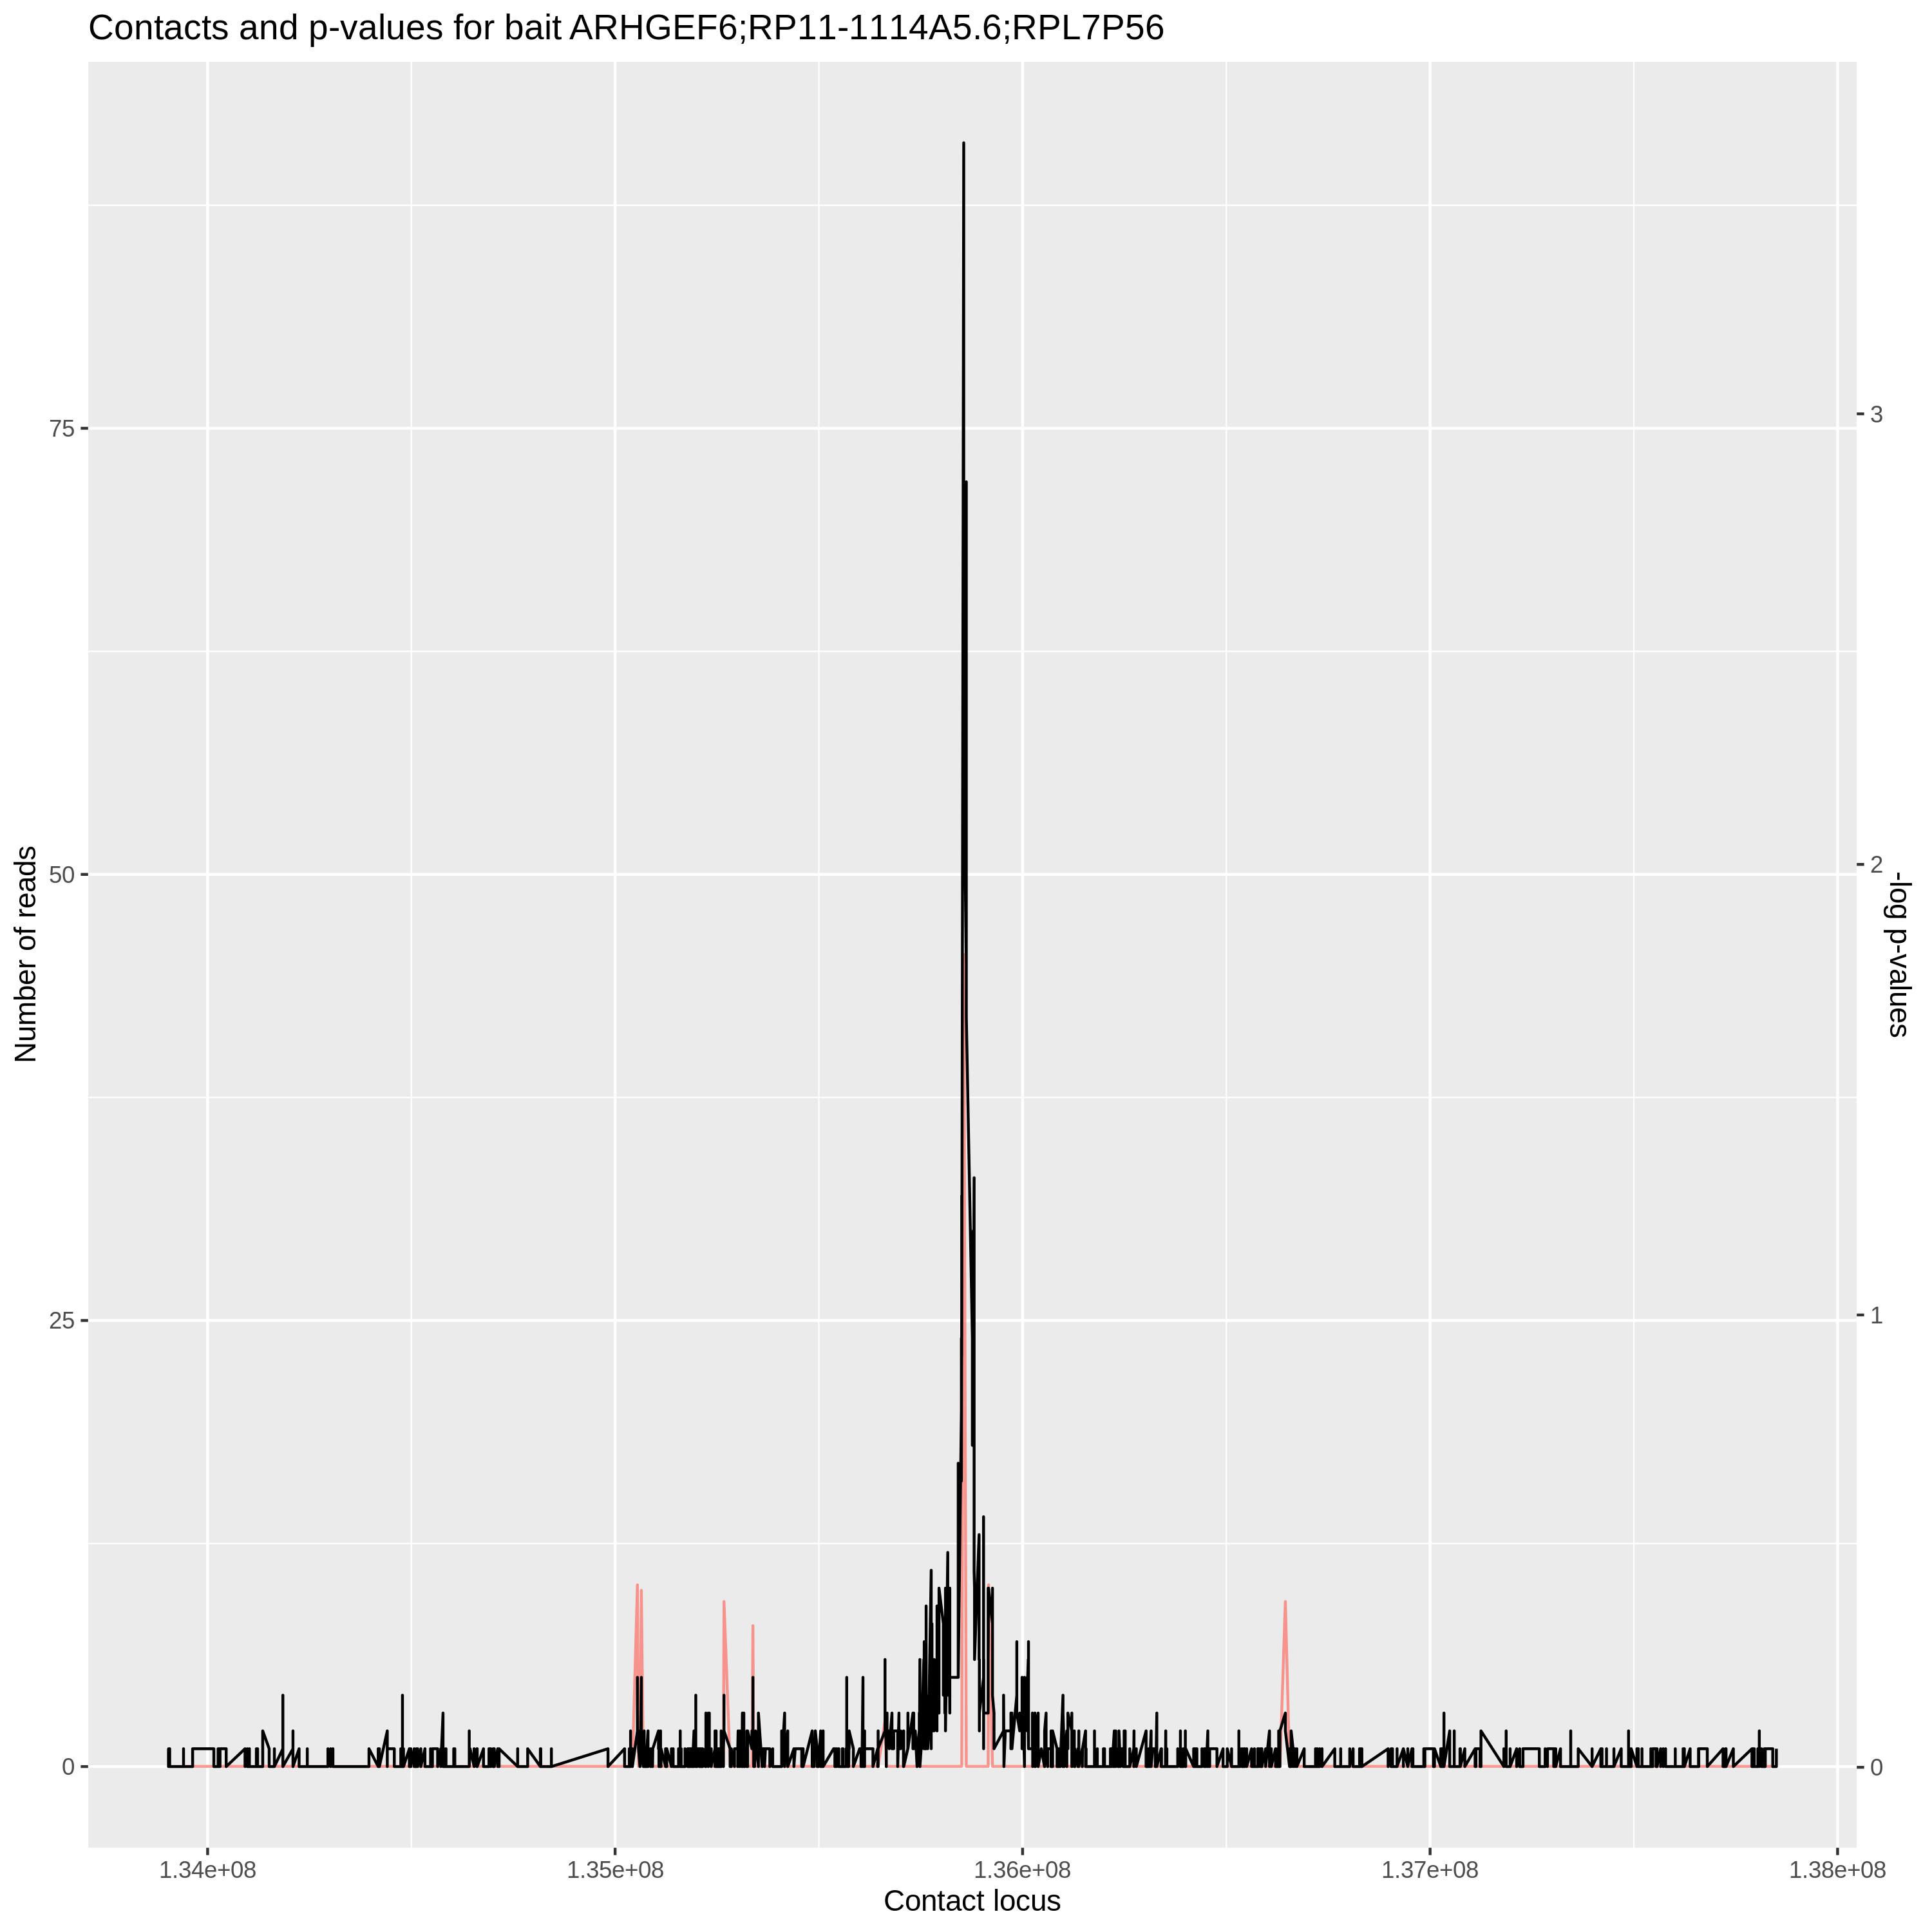 Contacts and p-values for bait ARHGEF6;RP11-1114A5.6;RPL7P56
75
50
25
0
Number of reads
3
2
1
0
-log p-values
1.34e+08
1.35e+08
1.36e+08
1.37e+08
1.38e+08
Contact locus